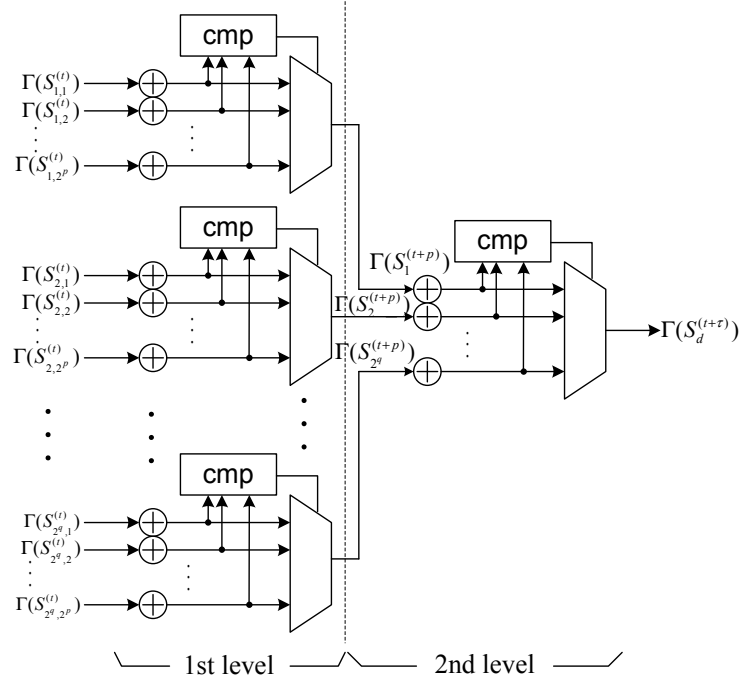 cmp
Γ(S_{1,1}^{(t)})
Γ(S_{1,2}^{(t)})
Γ(S_{1,2^p}^{(t)})
cmp
Γ(S_{2,1}^{(t)})
Γ(S_{2,2}^{(t)})
Γ(S_{2,2^p}^{(t)})
cmp
Γ(S_{2^q,1}^{(t)})
Γ(S_{2^q,2}^{(t)})
Γ(S_{2^q,2^p}^{(t)})
cmp
Γ(S_1^{(t+p)})
Γ(S_2^{(t+p)})
Γ(S_{2^q}^{(t+p)})
Γ(S_d^{(t+τ)})
1st level
2nd level